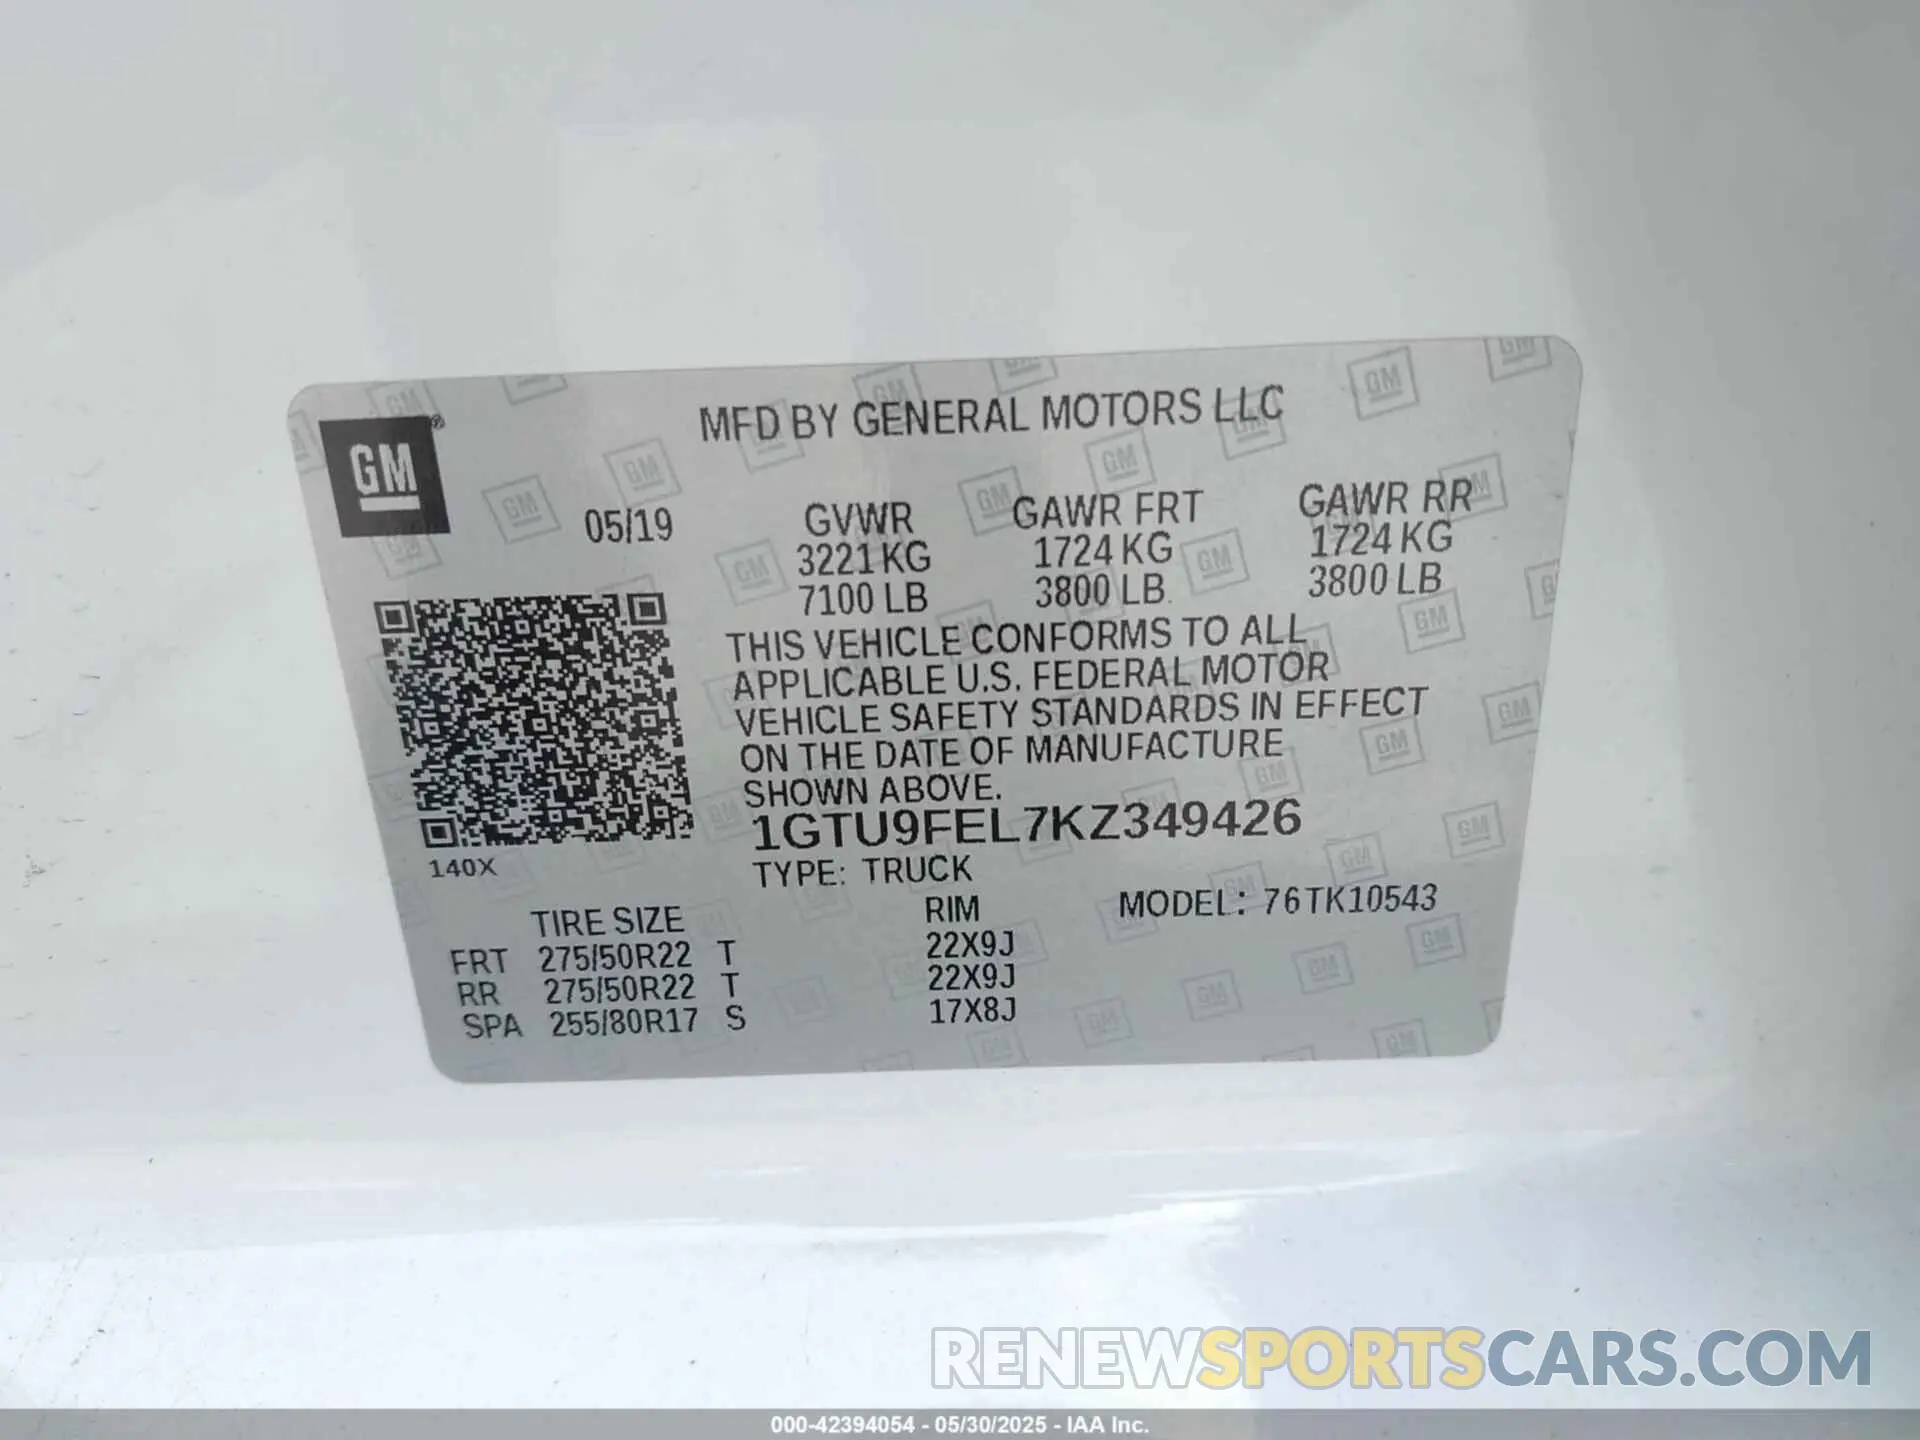 MFD BY GENERAL MOTORS LLC
GM®
05/19
GVWR GAWR FRT GAWR RR
3221 KG 1724 KG 1724 KG
7100 LB 3800 LB 3800 LB
THIS VEHICLE CONFORMS TO ALL
APPLICABLE U.S. FEDERAL MOTOR
VEHICLE SAFETY STANDARDS IN EFFECT
ON THE DATE OF MANUFACTURE
SHOWN ABOVE.
1GTU9FEL7KZ349426
140X
TYPE: TRUCK
MODEL: 76TK10543
TIRE SIZE RIM
FRT 275/50R22 T 22X9J
RR 275/50R22 T 22X9J
SPA 255/80R17 S 17X8J
RENEWSPORTSCARS.COM
000-42394054 - 05/30/2025 - IAA Inc.